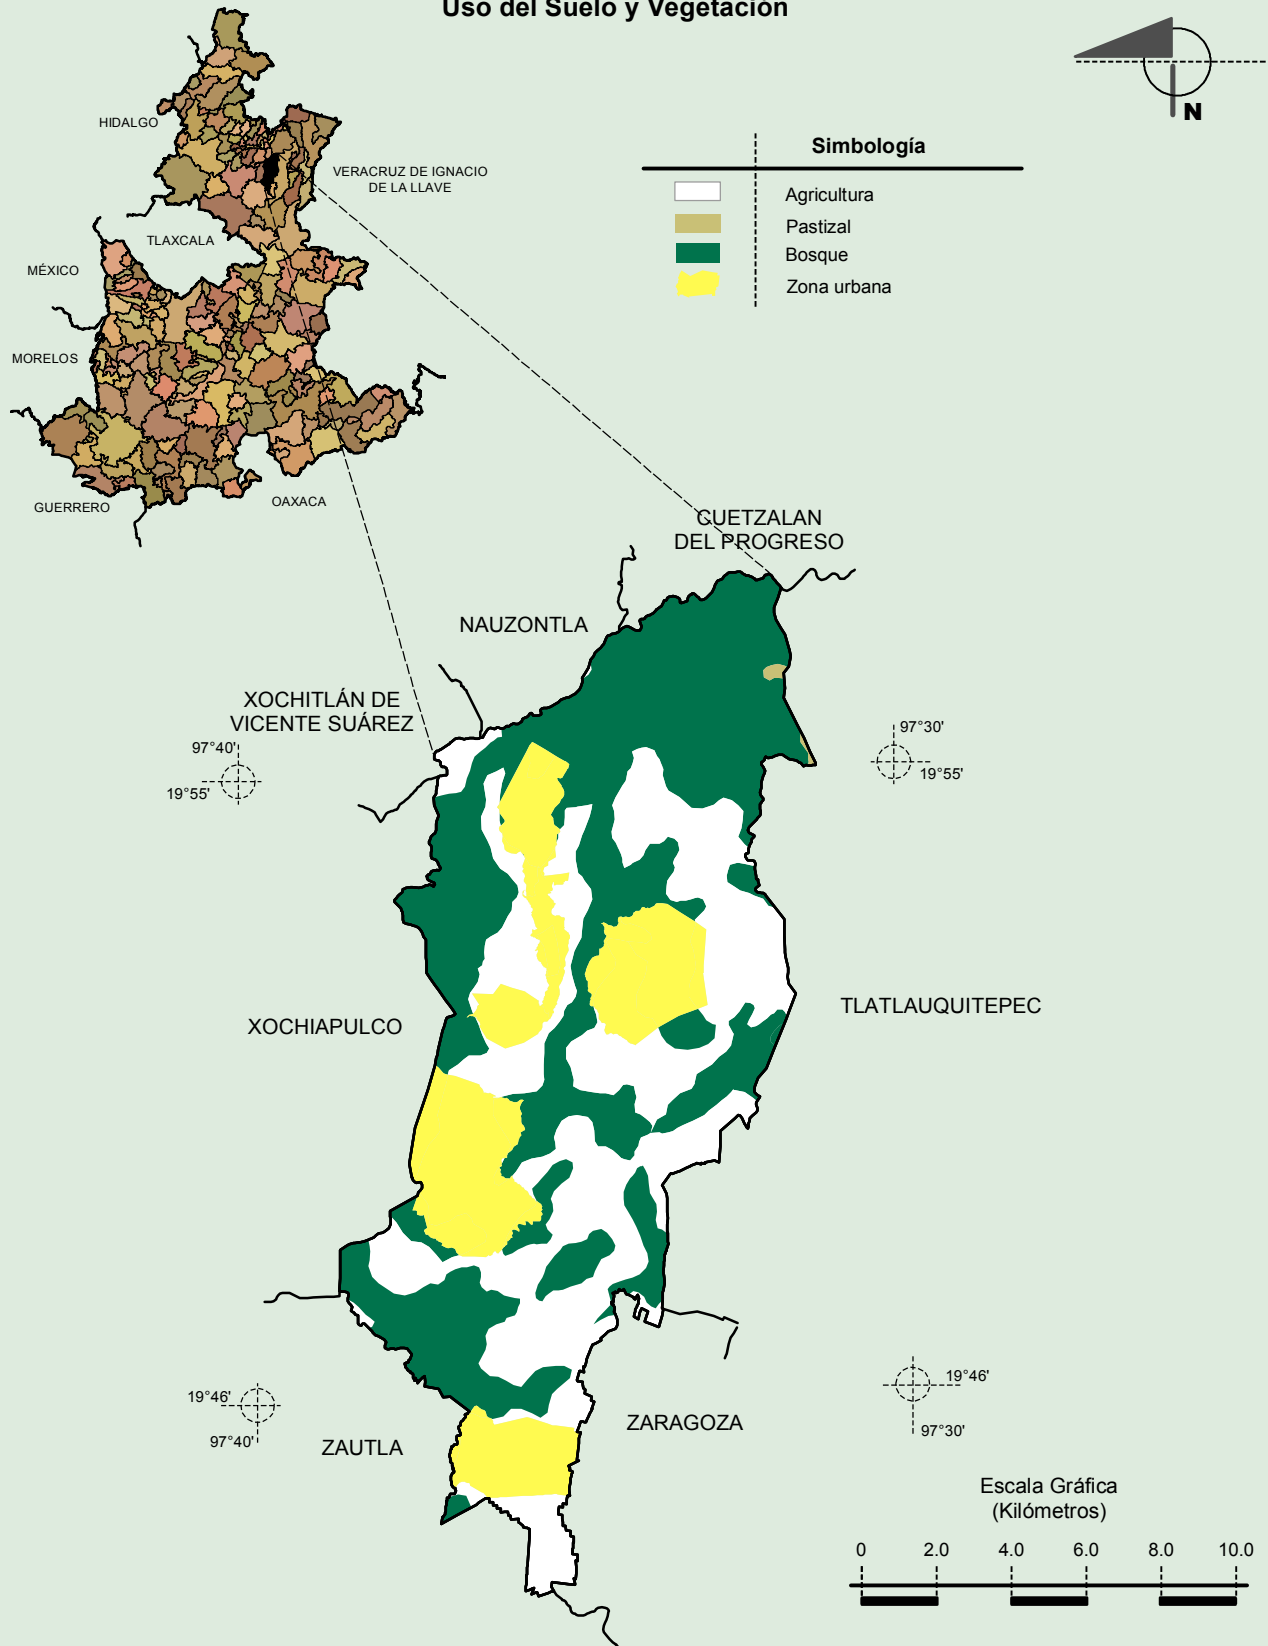 Uso del Suelo y Vegetación
N
HIDALGO
VERACRUZ DE IGNACIO
DE LA LLAVE
TLAXCALA
MÉXICO
MORELOS
GUERRERO
OAXACA
Simbología
Agricultura
Pastizal
Bosque
Zona urbana
CUETZALAN
DEL PROGRESO
NAUZONTLA
XOCHITLÁN DE
VICENTE SUÁREZ
97°40'
19°55'
97°30'
19°55'
XOCHIAPULCO
TLATLAUQUITEPEC
19°46'
97°40'
19°46'
97°30'
ZAUTLA
ZARAGOZA
Escala Gráfica
(Kilómetros)
0 2.0 4.0 6.0 8.0 10.0